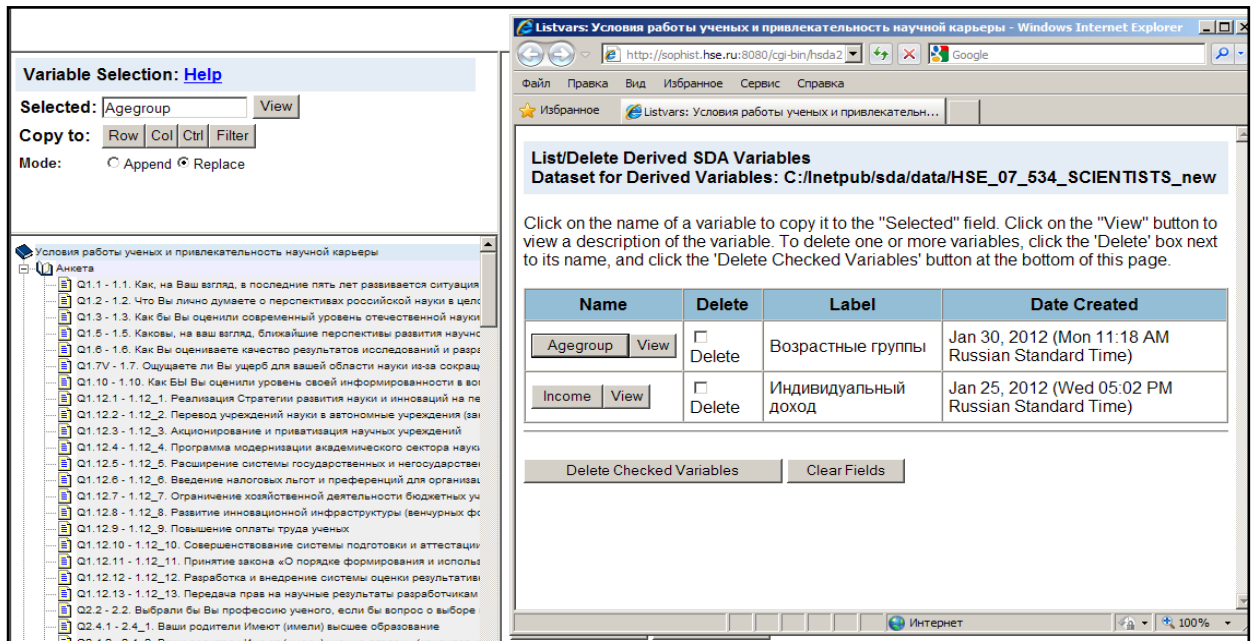 Variable Selection: Help
Selected: Agegroup View
Copy to: Row Col Ctrl Filter
Mode: Append Replace
Условия работы ученых и привлекательность научной карьеры
Анкета
Q1.1 - 1.1. Как, на Ваш взгляд, в последние пять лет развивается ситуация
Q1.2 - 1.2. Что Вы лично думаете о перспективах российской науки в цело
Q1.3 - 1.3. Как бы Вы оценили современный уровень отечественной науки
Q1.5 - 1.5. Каковы, на ваш взгляд, ближайшие перспективы развития научно
Q1.6 - 1.6. Как Вы оцениваете качество результатов исследований и разра
Q1.7V - 1.7. Ощущаете ли Вы ущерб для вашей области науки из-за сокращ
Q1.10 - 1.10. Как БЫ Вы оценили уровень своей информированности в воп
Q1.12.1 - 1.12_1. Реализация Стратегии развития науки и инноваций на пе
Q1.12.2 - 1.12_2. Перевод учреждений науки в автономные учреждения (зак
Q1.12.3 - 1.12_3. Акционирование и приватизация научных учреждений
Q1.12.4 - 1.12_4. Программа модернизации академического сектора науки
Q1.12.5 - 1.12_5. Расширение системы государственных и негосударствен
Q1.12.6 - 1.12_6. Введение налоговых льгот и преференций для организац
Q1.12.7 - 1.12_7. Ограничение хозяйственной деятельности бюджетных уч
Q1.12.8 - 1.12_8. Развитие инновационной инфраструктуры (венчурных фо
Q1.12.9 - 1.12_9. Повышение оплаты труда ученых
Q1.12.10 - 1.12_10. Совершенствование системы подготовки и аттестации
Q1.12.11 - 1.12_11. Принятие закона «О порядке формирования и использ
Q1.12.12 - 1.12_12. Разработка и внедрение системы оценки результативн
Q1.12.13 - 1.12_13. Передача прав на научные результаты разработчикам
Q2.2 - 2.2. Выбрали бы Вы профессию ученого, если бы вопрос о выборе
Q2.4.1 - 2.4_1. Ваши родители Имеют (имели) высшее образование
Listvars: Условия работы ученых и привлекательность научной карьеры - Windows Internet Explorer
http://sophist.hse.ru:8080/cgi-bin/hsda2 Google
Файл Правка Вид Избранное Сервис Справка
Избранное Listvars: Условия работы ученых и привлекательн...
List/Delete Derived SDA Variables
Dataset for Derived Variables: C:/Inetpub/sda/data/HSE_07_534_SCIENTISTS_new
Click on the name of a variable to copy it to the "Selected" field. Click on the "View" button to
view a description of the variable. To delete one or more variables, click the 'Delete' box next
to its name, and click the 'Delete Checked Variables' button at the bottom of this page.
Name Delete Label Date Created
Agegroup View Delete Возрастные группы Jan 30, 2012 (Mon 11:18 AM
Russian Standard Time)
Income View Delete Индивидуальный доход Jan 25, 2012 (Wed 05:02 PM
Russian Standard Time)
Delete Checked Variables Clear Fields
Интернет 100%